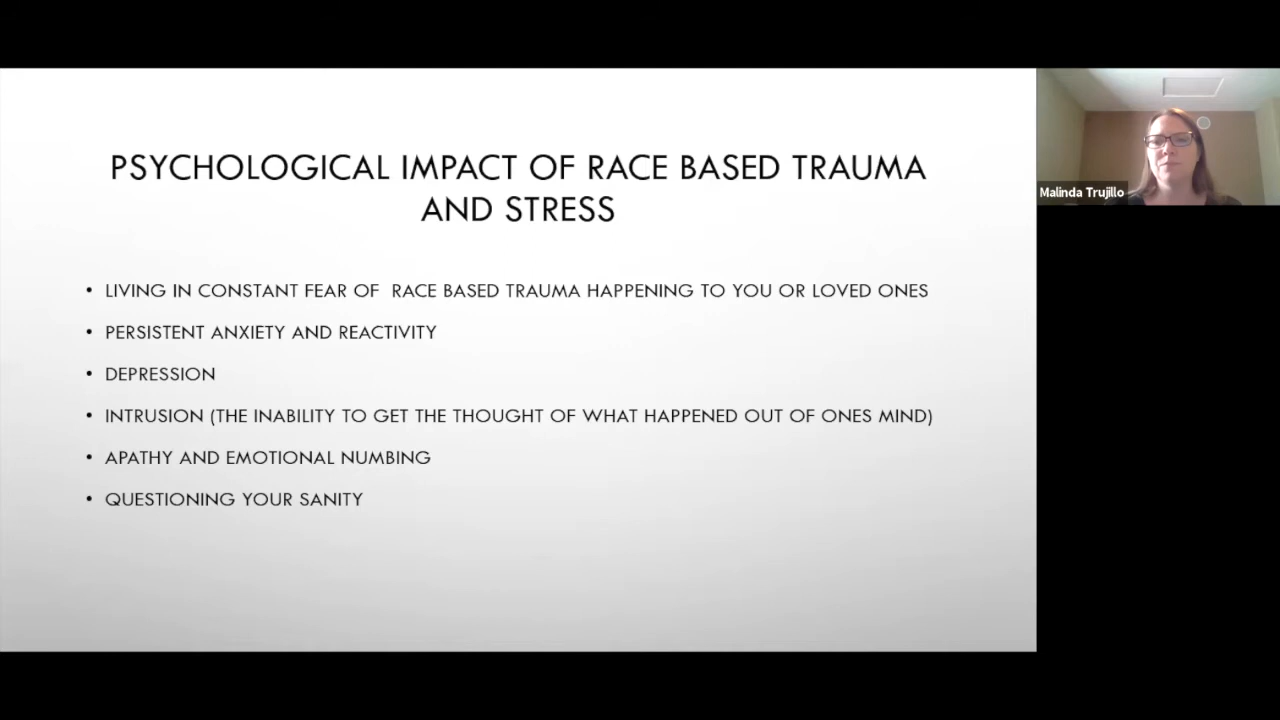 PSYCHOLOGICAL IMPACT OF RACE BASED TRAUMA
AND STRESS
• LIVING IN CONSTANT FEAR OF  RACE BASED TRAUMA HAPPENING TO YOU OR LOVED ONES
• PERSISTENT ANXIETY AND REACTIVITY
• DEPRESSION
• INTRUSION (THE INABILITY TO GET THE THOUGHT OF WHAT HAPPENED OUT OF ONES MIND)
• APATHY AND EMOTIONAL NUMBING
• QUESTIONING YOUR SANITY
Malinda Trujillo